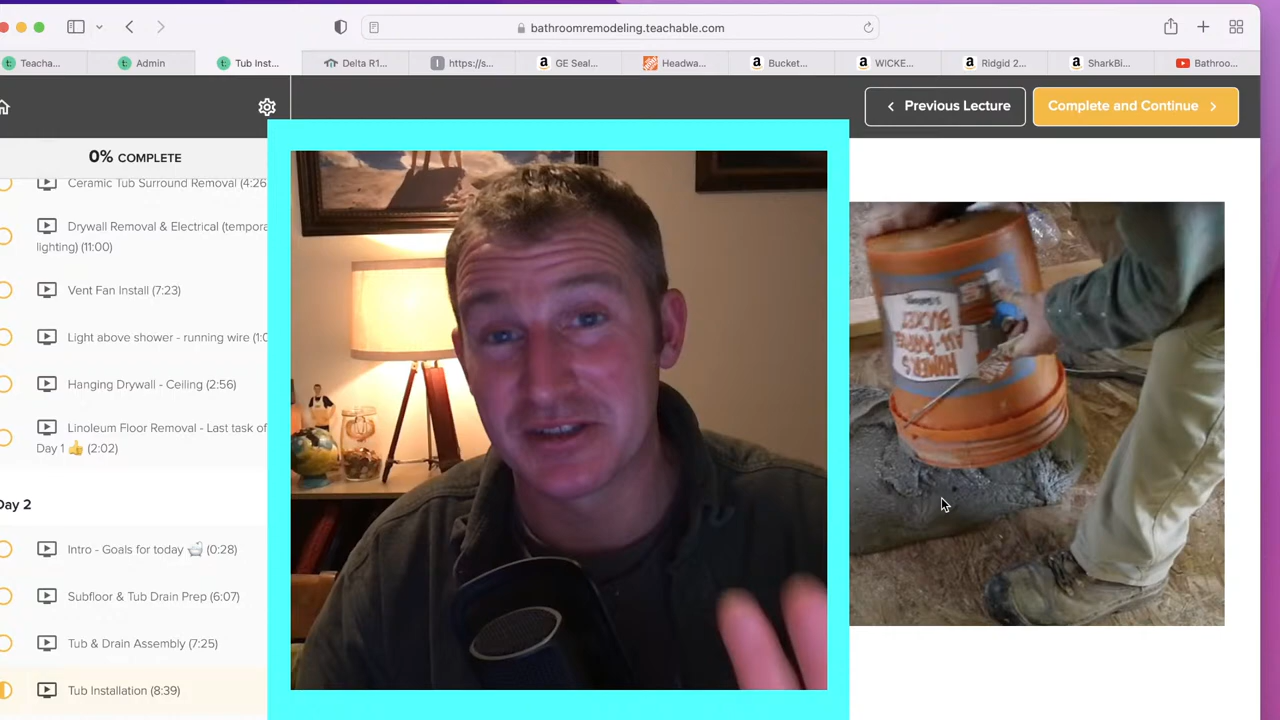 bathroomremodeling.teachable.com
Teacha...
Admin
Tub Inst...
Delta R1...
https://s...
GE Seal...
Headwa...
Bucket...
WICKE...
Ridgid 2...
SharkBi...
Bathroo...
Previous Lecture
Complete and Continue
0% COMPLETE
Ceramic Tub Surround Removal (4:26
Drywall Removal & Electrical (tempora
lighting) (11:00)
Vent Fan Install (7:23)
Light above shower - running wire (1:0
Hanging Drywall - Ceiling (2:56)
Linoleum Floor Removal - Last task of
Day 1 👍 (2:02)
Day 2
Intro - Goals for today 🛁 (0:28)
Subfloor & Tub Drain Prep (6:07)
Tub & Drain Assembly (7:25)
Tub Installation (8:39)
HOMER'S
ALL-PURPOSE
BUCKET